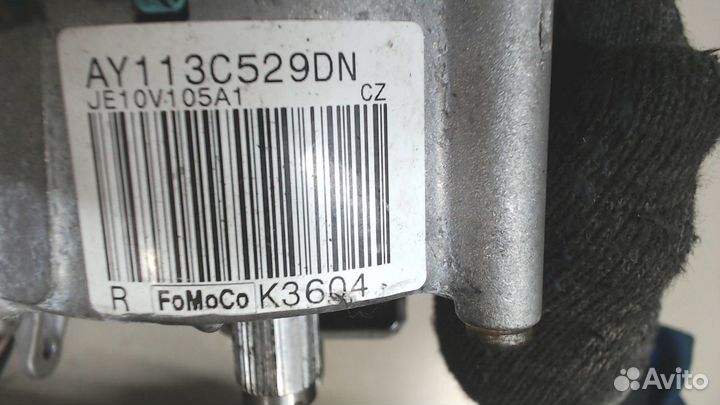 AY113C529DN
JE10V105A1 CZ
R FoMoCo K3604
Avito